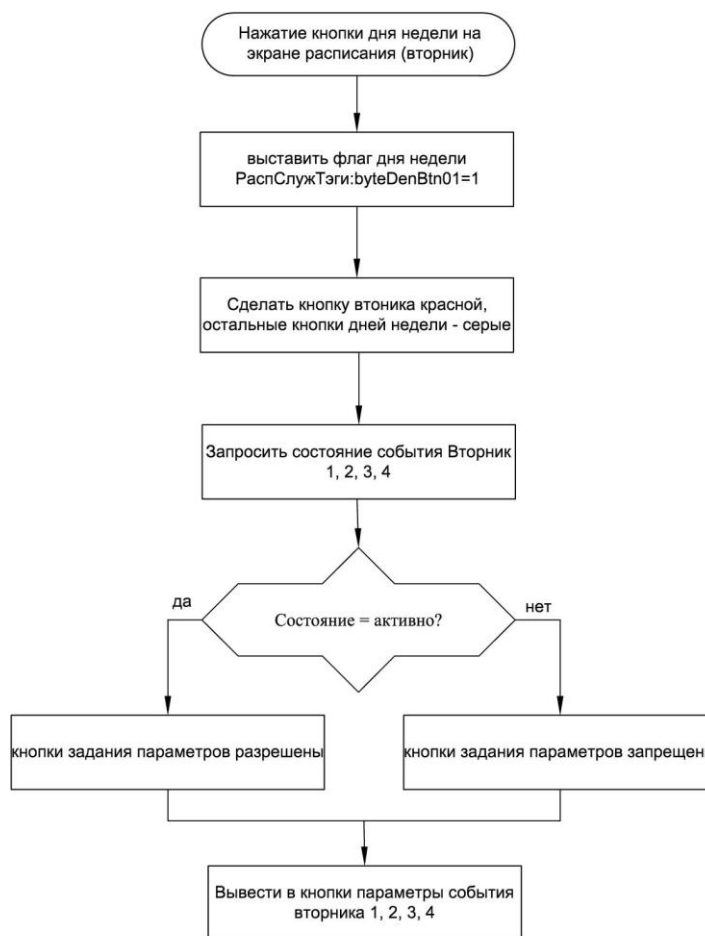 Нажатие кнопки дня недели на
экране расписания (вторник)
выставить флаг дня недели
РаспСлужТэги:byteDenBtn01=1
Сделать кнопку втоника красной,
остальные кнопки дней недели - серые
Запросить состояние события Вторник
1, 2, 3, 4
да
нет
Состояние = активно?
кнопки задания параметров разрешены
кнопки задания параметров запрещен
Вывести в кнопки параметры события
вторника 1, 2, 3, 4